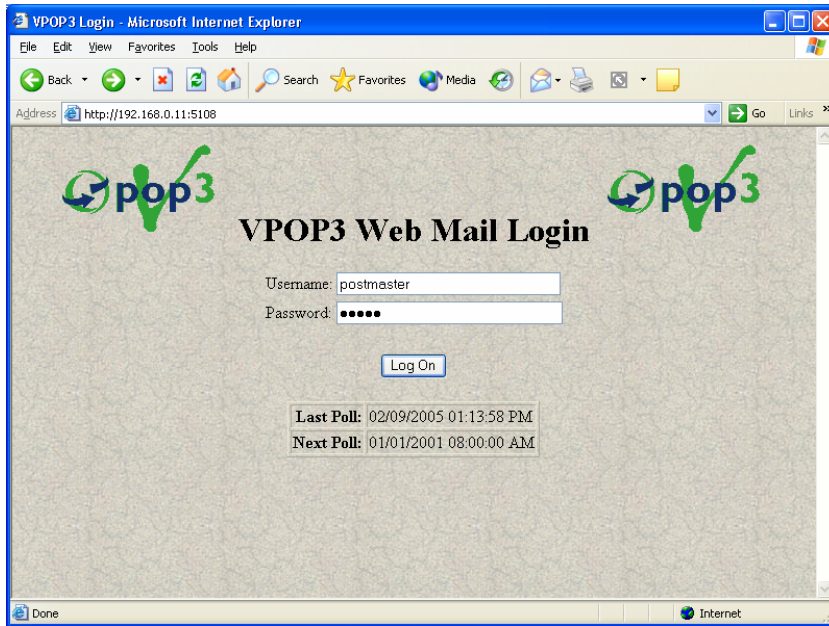 VPOP3 Login - Microsoft Internet Explorer
File Edit View Favorites Tools Help
Back Search Favorites Media
Address http://192.168.0.11:5108 Go Links »
pop3 pop3
VPOP3 Web Mail Login
Username: postmaster
Password: •••••
Log On
Last Poll: 02/09/2005 01:13:58 PM
Next Poll: 01/01/2001 08:00:00 AM
Done Internet